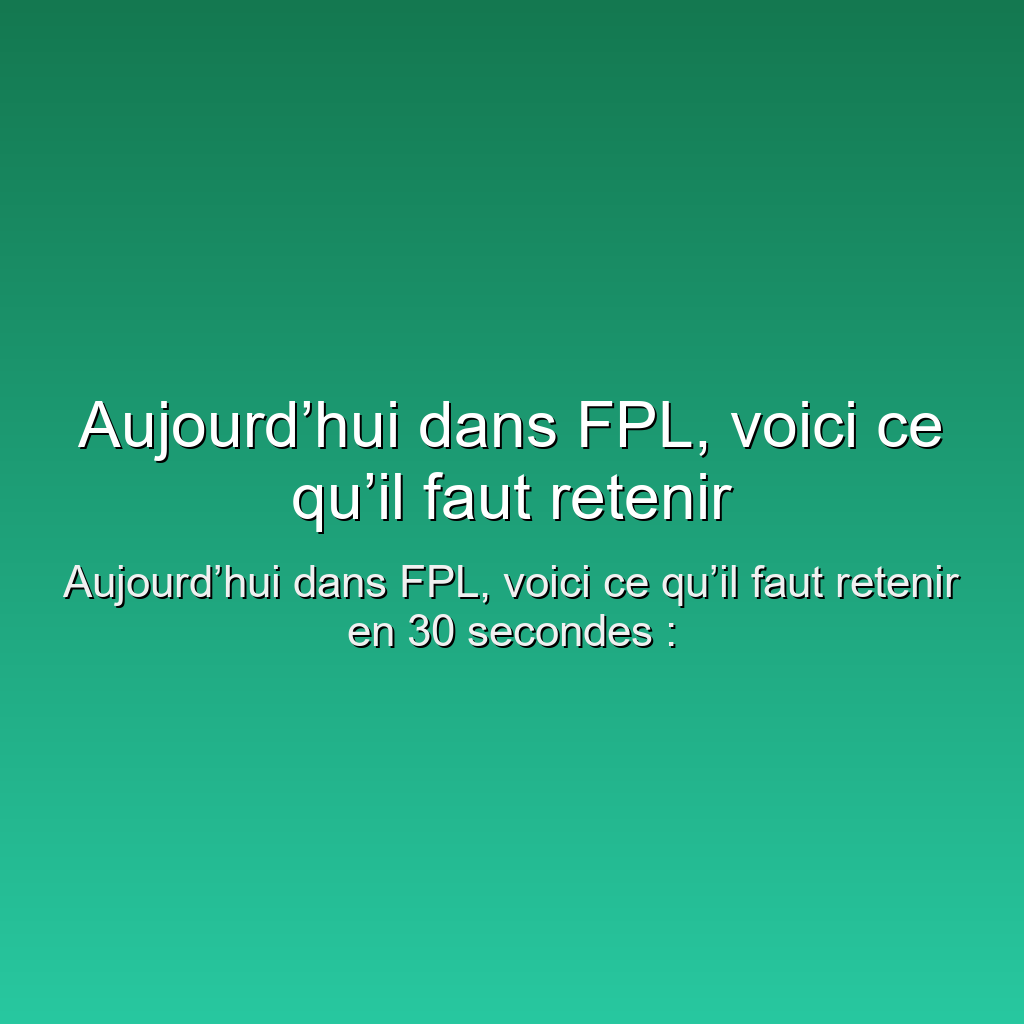 Aujourd’hui dans FPL, voici ce
qu’il faut retenir
Aujourd’hui dans FPL, voici ce qu’il faut retenir
en 30 secondes :